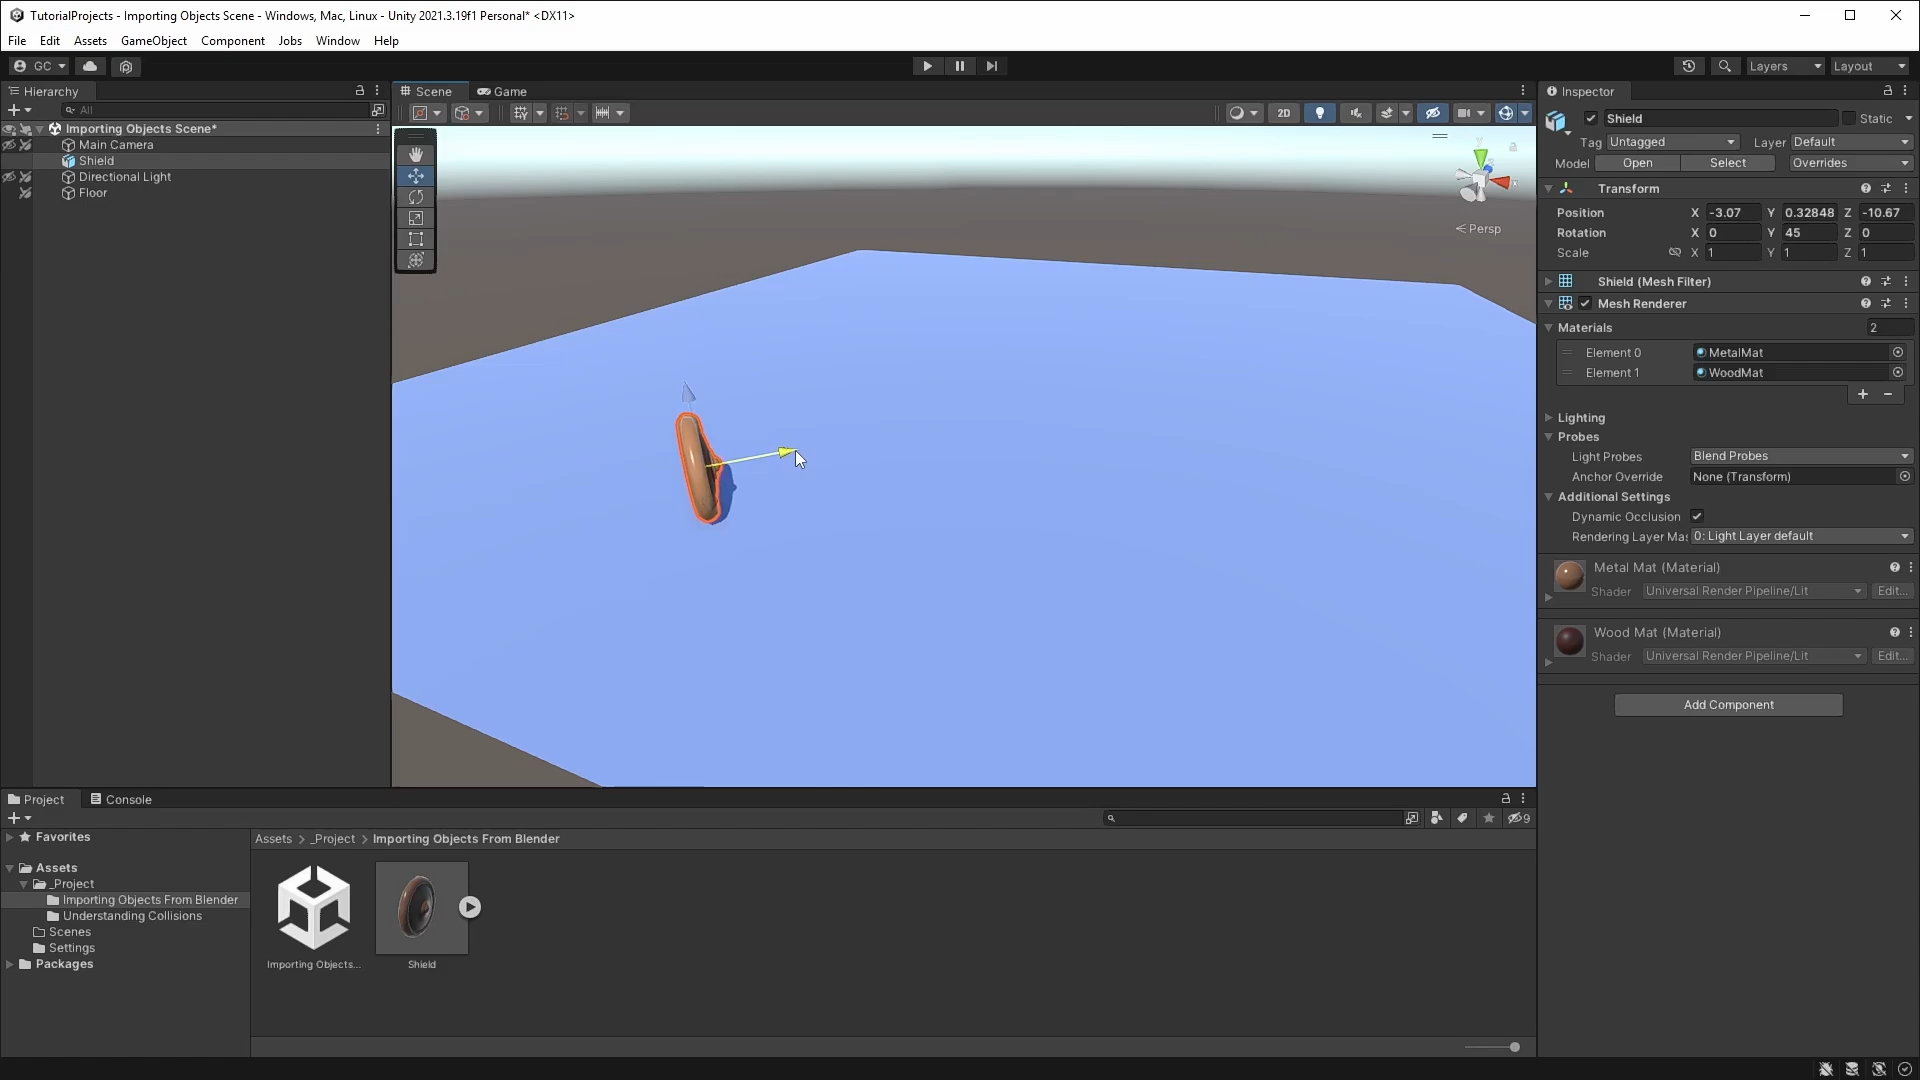 TutorialProjects - Importing Objects Scene - Windows, Mac, Linux - Unity 2021.3.19f1 Personal* <DX11>
File Edit Assets GameObject Component Jobs Window Help
GC
Layers Layout
Hierarchy
All
Importing Objects Scene*
Main Camera
Shield
Directional Light
Floor
Scene Game
2D
y
x
Persp
Inspector
Shield Static
Tag Untagged Layer Default
Model Open Select Overrides
Transform
Position X -3.07 Y 0.32848 Z -10.67
Rotation X 0 Y 45 Z 0
Scale X 1 Y 1 Z 1
Shield (Mesh Filter)
Mesh Renderer
Materials 2
Element 0 MetalMat
Element 1 WoodMat
Lighting
Probes
Light Probes Blend Probes
Anchor Override None (Transform)
Additional Settings
Dynamic Occlusion
Rendering Layer Mas 0: Light Layer default
Metal Mat (Material)
Shader Universal Render Pipeline/Lit Edit...
Wood Mat (Material)
Shader Universal Render Pipeline/Lit Edit...
Add Component
Project Console
9
Favorites
Assets
_Project
Importing Objects From Blender
Understanding Collisions
Scenes
Settings
Packages
Assets > _Project > Importing Objects From Blender
Importing Objects...
Shield